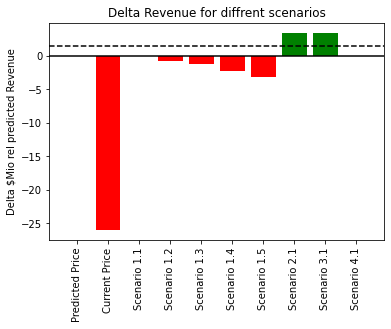 Delta Revenue for diffrent scenarios
Delta $Mio rel predicted Revenue
0
−5
−10
−15
−20
−25
Predicted Price
Current Price
Scenario 1.1
Scenario 1.2
Scenario 1.3
Scenario 1.4
Scenario 1.5
Scenario 2.1
Scenario 3.1
Scenario 4.1